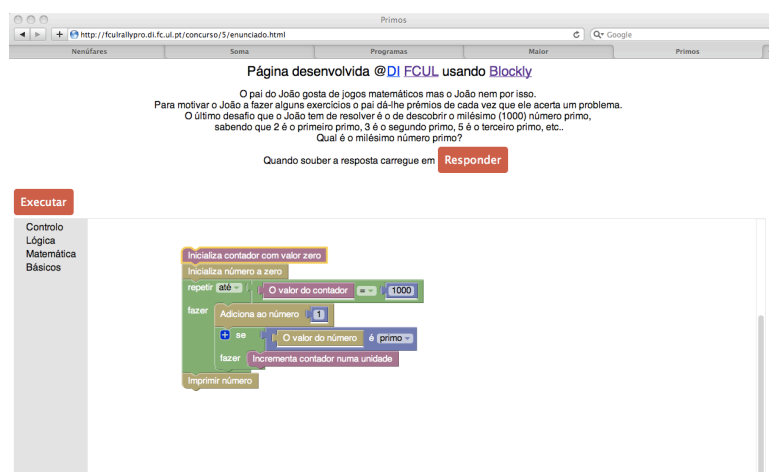 Primos
http://fculrallypro.di.fc.ul.pt/concurso/5/enunciado.html
Google
Nenúfares Soma Programas Maior Primos
Página desenvolvida @DI FCUL usando Blockly
O pai do João gosta de jogos matemáticos mas o João nem por isso.
Para motivar o João a fazer alguns exercícios o pai dá-lhe prémios de cada vez que ele acerta um problema.
O último desafio que o João tem de resolver é o de descobrir o milésimo (1000) número primo,
sabendo que 2 é o primeiro primo, 3 é o segundo primo, 5 é o terceiro primo, etc..
Qual é o milésimo número primo?
Quando souber a resposta carregue em Responder
Executar
Controlo
Lógica
Matemática
Básicos
Inicializa contador com valor zero
Inicializa número a zero
repetir até O valor do contador = 1000
fazer Adiciona ao número 1
se O valor do número é primo
fazer Incrementa contador numa unidade
Imprimir número